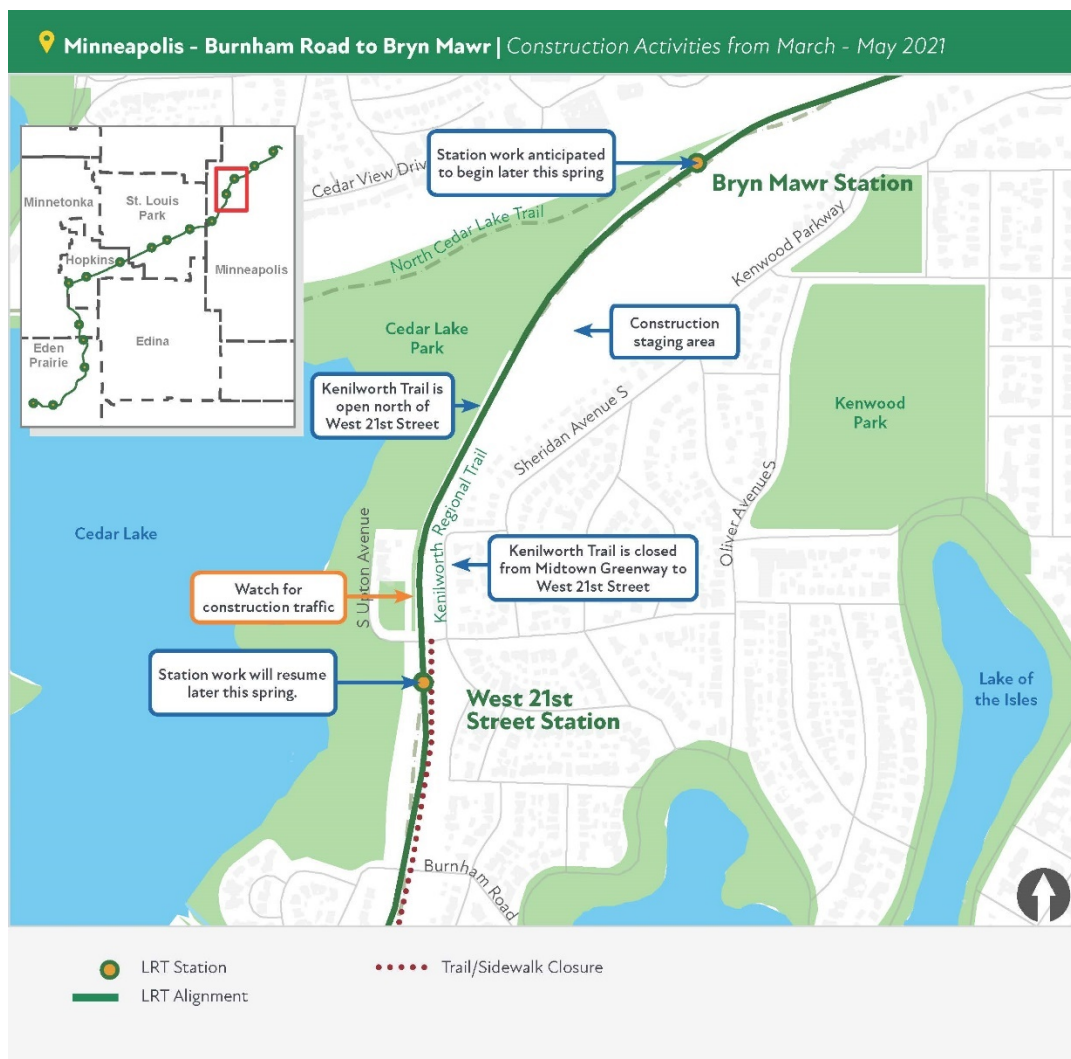 Minneapolis - Burnham Road to Bryn Mawr | Construction Activities from March - May 2021
Minnetonka
St. Louis
Park
Hopkins
Minneapolis
Eden
Prairie
Edina
Cedar View Driv
Station work anticipated
to begin later this spring
Bryn Mawr Station
North Cedar Lake Trail
Kenwood Parkway
Cedar Lake
Park
Construction
staging area
Kenilworth Trail is
open north of
West 21st Street
Sheridan Avenue S
Kenwood
Park
Kenilworth Regional Trail
Oliver Avenue S
Cedar Lake
S Upton Avenue
Kenilworth Trail is closed
from Midtown Greenway to
West 21st Street
Watch for
construction traffic
Station work will resume
later this spring.
West 21st
Street Station
Lake of
the Isles
Burnham Road
LRT Station
Trail/Sidewalk Closure
LRT Alignment